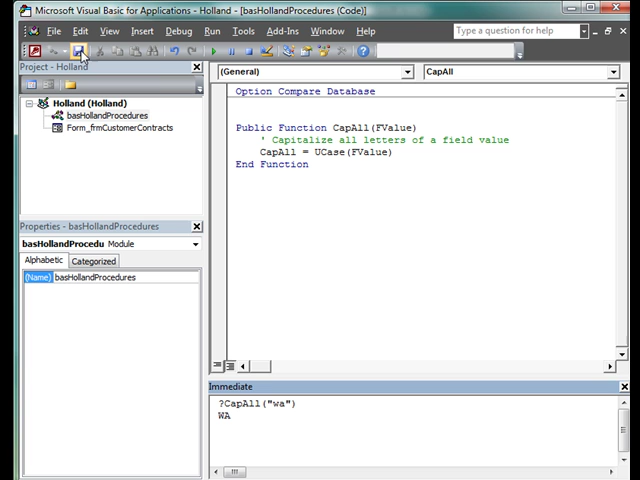 Microsoft Visual Basic for Applications - Holland - [basHollandProcedures (Code)]
File Edit View Insert Debug Run Tools Add-Ins Window Help
Type a question for help
Project - Holland
(General)
CapAll
Holland (Holland)
basHollandProcedures
Form_frmCustomerContracts
Option Compare Database
Public Function CapAll(FValue)
' Capitalize all letters of a field value
CapAll = UCase(FValue)
End Function
Properties - basHollandProcedures
basHollandProcedu Module
Alphabetic Categorized
(Name) basHollandProcedures
Immediate
?CapAll("wa")
WA